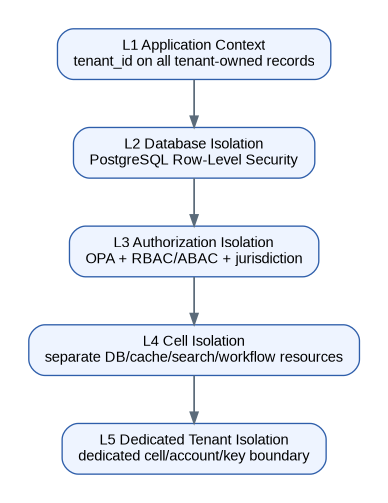 L1 Application Context
tenant_id on all tenant-owned records
L2 Database Isolation
PostgreSQL Row-Level Security
L3 Authorization Isolation
OPA + RBAC/ABAC + jurisdiction
L4 Cell Isolation
separate DB/cache/search/workflow resources
L5 Dedicated Tenant Isolation
dedicated cell/account/key boundary